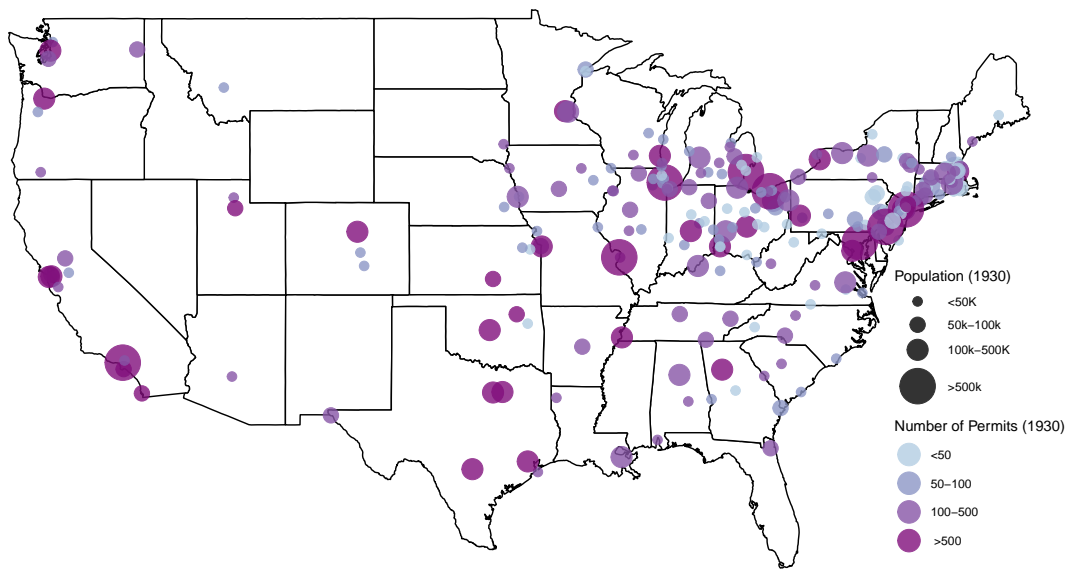 Population (1930)
<50K
50k–100k
100k–500K
>500k
Number of Permits (1930)
<50
50–100
100–500
>500